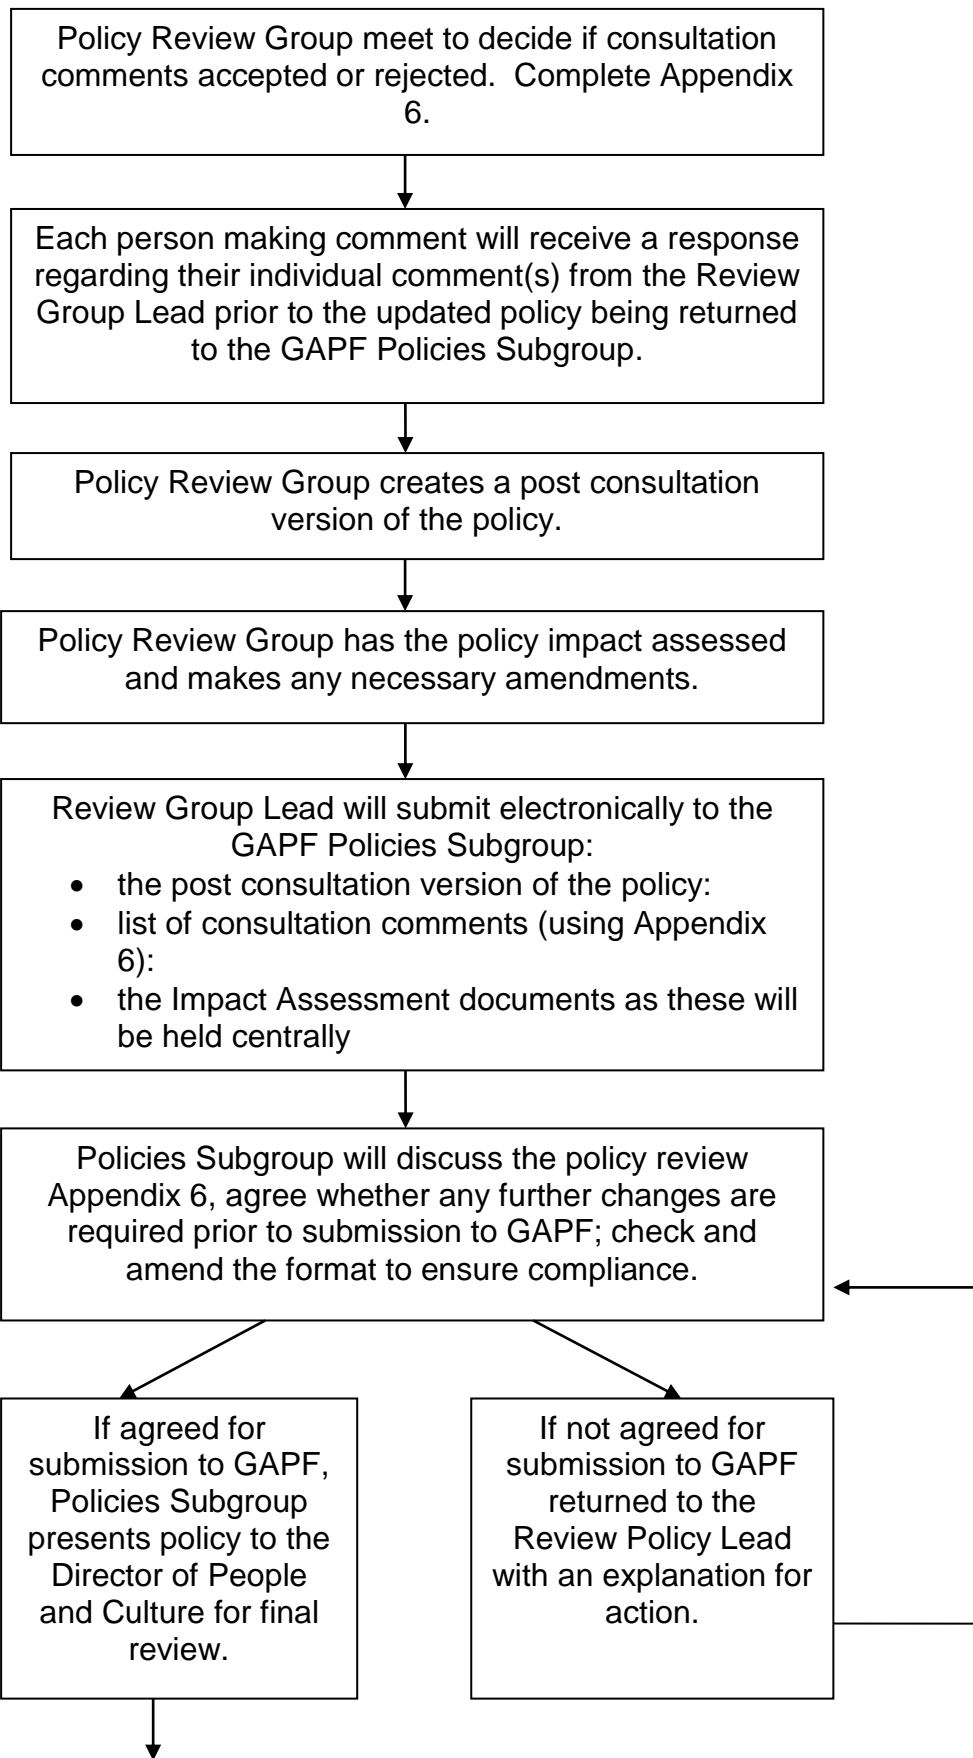 Policy Review Group meet to decide if consultation
comments accepted or rejected.  Complete Appendix
6.
Each person making comment will receive a response
regarding their individual comment(s) from the Review
Group Lead prior to the updated policy being returned
to the GAPF Policies Subgroup.
Policy Review Group creates a post consultation
version of the policy.
Policy Review Group has the policy impact assessed
and makes any necessary amendments.
Review Group Lead will submit electronically to the
GAPF Policies Subgroup:
• the post consultation version of the policy:
• list of consultation comments (using Appendix
6):
• the Impact Assessment documents as these will
be held centrally
Policies Subgroup will discuss the policy review
Appendix 6, agree whether any further changes are
required prior to submission to GAPF; check and
amend the format to ensure compliance.
If agreed for
submission to GAPF,
Policies Subgroup
presents policy to the
Director of People
and Culture for final
review.
If not agreed for
submission to GAPF
returned to the
Review Policy Lead
with an explanation for
action.